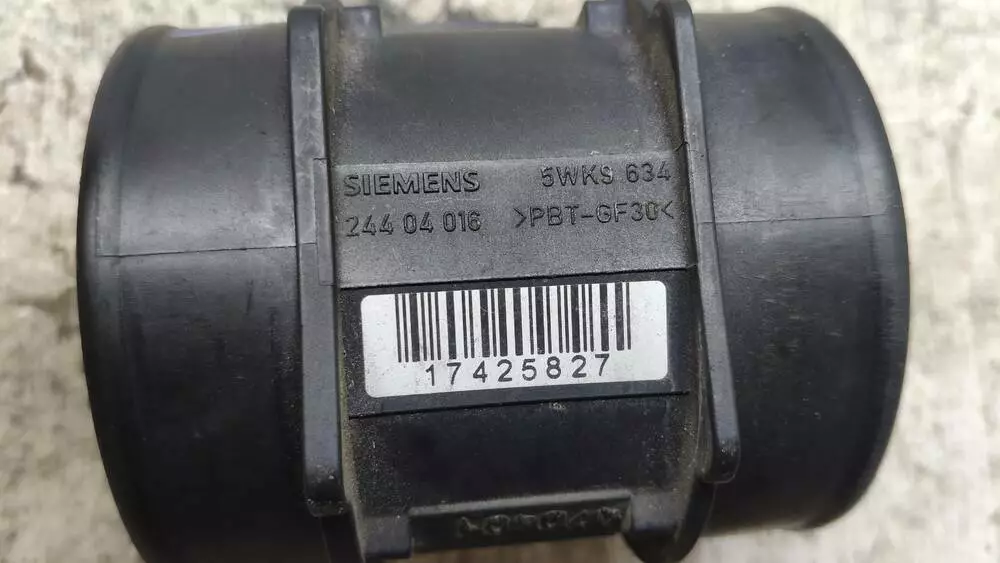 SIEMENS 5WK9 634
244 04 016 >PBT-GF30<
17425827